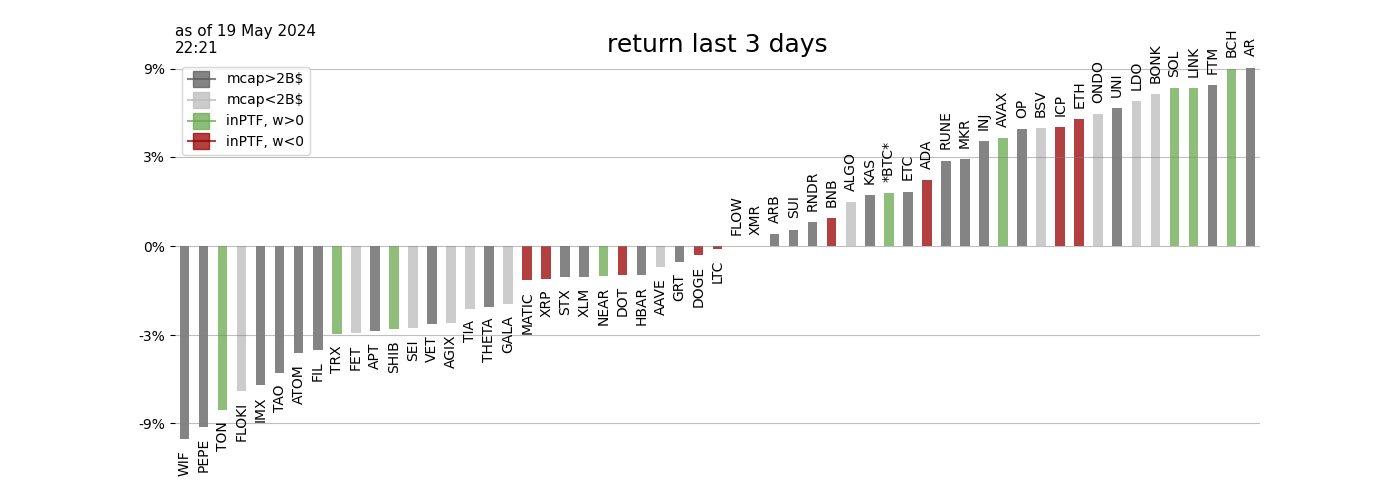 as of 19 May 2024
22:21
return last 3 days
mcap>2B$
mcap<2B$
inPTF, w>0
inPTF, w<0
9%
3%
0%
-3%
-9%
WIF
PEPE
TON
FLOKI
IMX
TAO
ATOM
FIL
TRX
FET
APT
SHIB
SEI
VET
AGIX
TIA
THETA
GALA
MATIC
XRP
STX
XLM
NEAR
DOT
HBAR
AAVE
GRT
DOGE
LTC
FLOW
XMR
ARB
SUI
RNDR
BNB
ALGO
KAS
*BTC*
ETC
ADA
RUNE
MKR
INJ
AVAX
OP
BSV
ICP
ETH
ONDO
UNI
LDO
BONK
SOL
LINK
FTM
BCH
AR